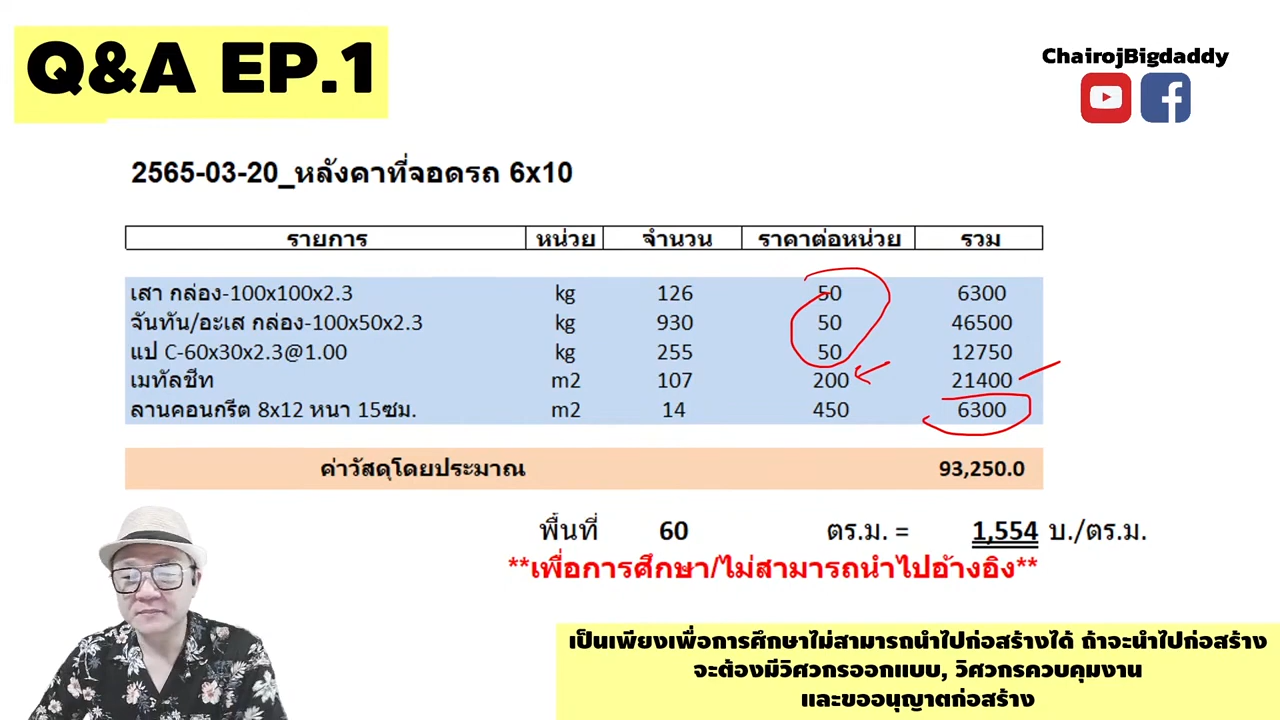 Q&A EP.1
ChairojBigdaddy
2565-03-20_หลังคาที่จอดรถ 6x10
รายการ หน่วย จำนวน ราคาต่อหน่วย รวม
เสา กล่อง-100x100x2.3 kg 126 50 6300
จันทัน/อะเส กล่อง-100x50x2.3 kg 930 50 46500
แป C-60x30x2.3@1.00 kg 255 50 12750
เมทัลชีท m2 107 200 21400
ลานคอนกรีต 8x12 หนา 15ซม. m2 14 450 6300
ค่าวัสดุโดยประมาณ 93,250.0
พื้นที่ 60 ตร.ม. = 1,554 บ./ตร.ม.
**เพื่อการศึกษา/ไม่สามารถนำไปอ้างอิง**
เป็นเพียงเพื่อการศึกษาไม่สามารถนำไปก่อสร้างได้ ถ้าจะนำไปก่อสร้าง
จะต้องมีวิศวกรออกแบบ, วิศวกรควบคุมงาน
และขออนุญาตก่อสร้าง